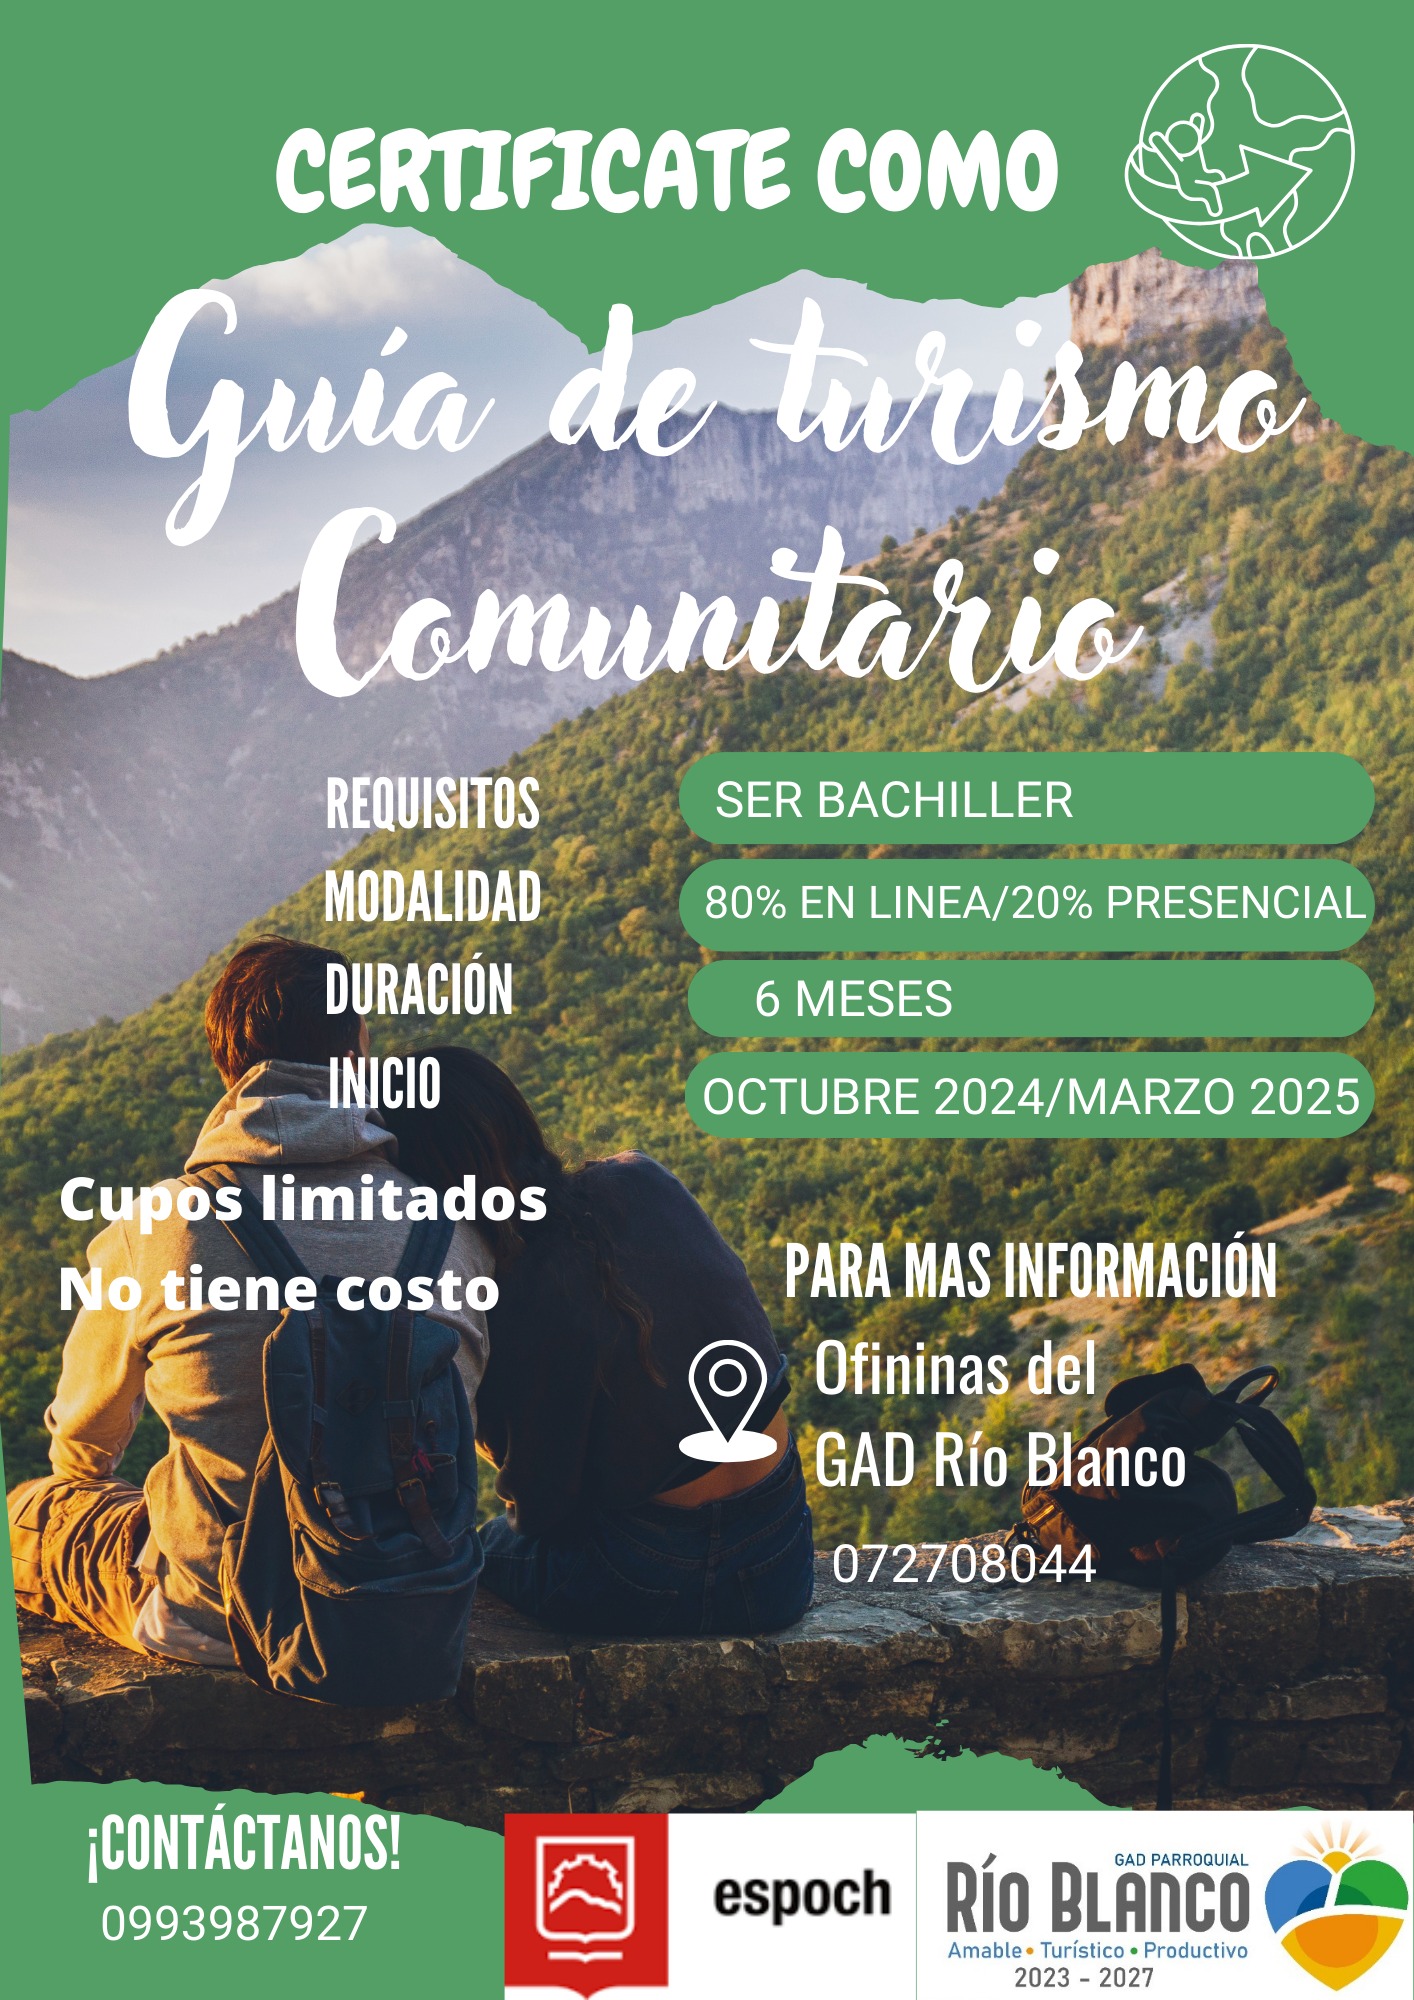 CERTIFICATE COMO
Guía de turismo
Comunitario
REQUISITOS
SER BACHILLER
MODALIDAD
80% EN LINEA/20% PRESENCIAL
DURACIÓN
6 MESES
INICIO
OCTUBRE 2024/MARZO 2025
Cupos limitados
No tiene costo
PARA MAS INFORMACIÓN
Ofininas del
GAD Río Blanco
072708044
¡CONTÁCTANOS!
0993987927
espoch
GAD PARROQUIAL
RÍO BLANCO
Amable • Turístico • Productivo
2023 - 2027